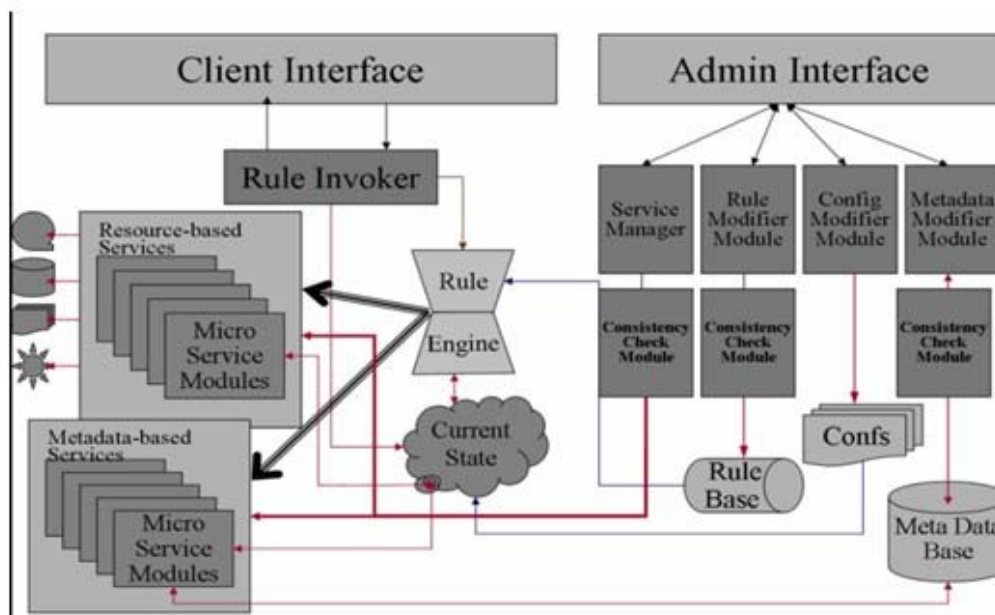 Client Interface
Admin Interface
Rule Invoker
Service
Manager
Rule
Modifier
Module
Config
Modifier
Module
Metadata
Modifier
Module
Resource-based
Services
Micro
Service
Modules
Rule
Engine
Consistency
Check
Module
Consistency
Check
Module
Consistency
Check
Module
Current
State
Confs
Rule
Base
Meta Data
Base
Metadata-based
Services
Micro
Service
Modules